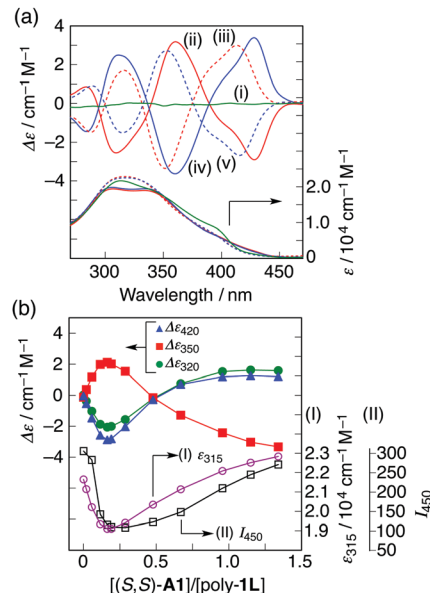 (a)
4
2
0
-2
-4
Δε / cm⁻¹M⁻¹
(ii)
(iii)
(i)
(iv)
(v)
2.0
1.0
0
ε / 10⁴ cm⁻¹ M⁻¹
300
350
400
450
Wavelength / nm
(b)
4
2
0
-2
-4
Δε / cm⁻¹M⁻¹
Δε₄₂₀
Δε₃₅₀
Δε₃₂₀
(I) ε₃₁₅
(II) I₄₅₀
(I)
(II)
2.3
2.2
2.1
2.0
1.9
ε₃₁₅ / 10⁴ cm⁻¹ M⁻¹
300
250
200
150
100
50
I₄₅₀
0
0.5
1.0
1.5
[(S,S)-A1]/[poly-1L]